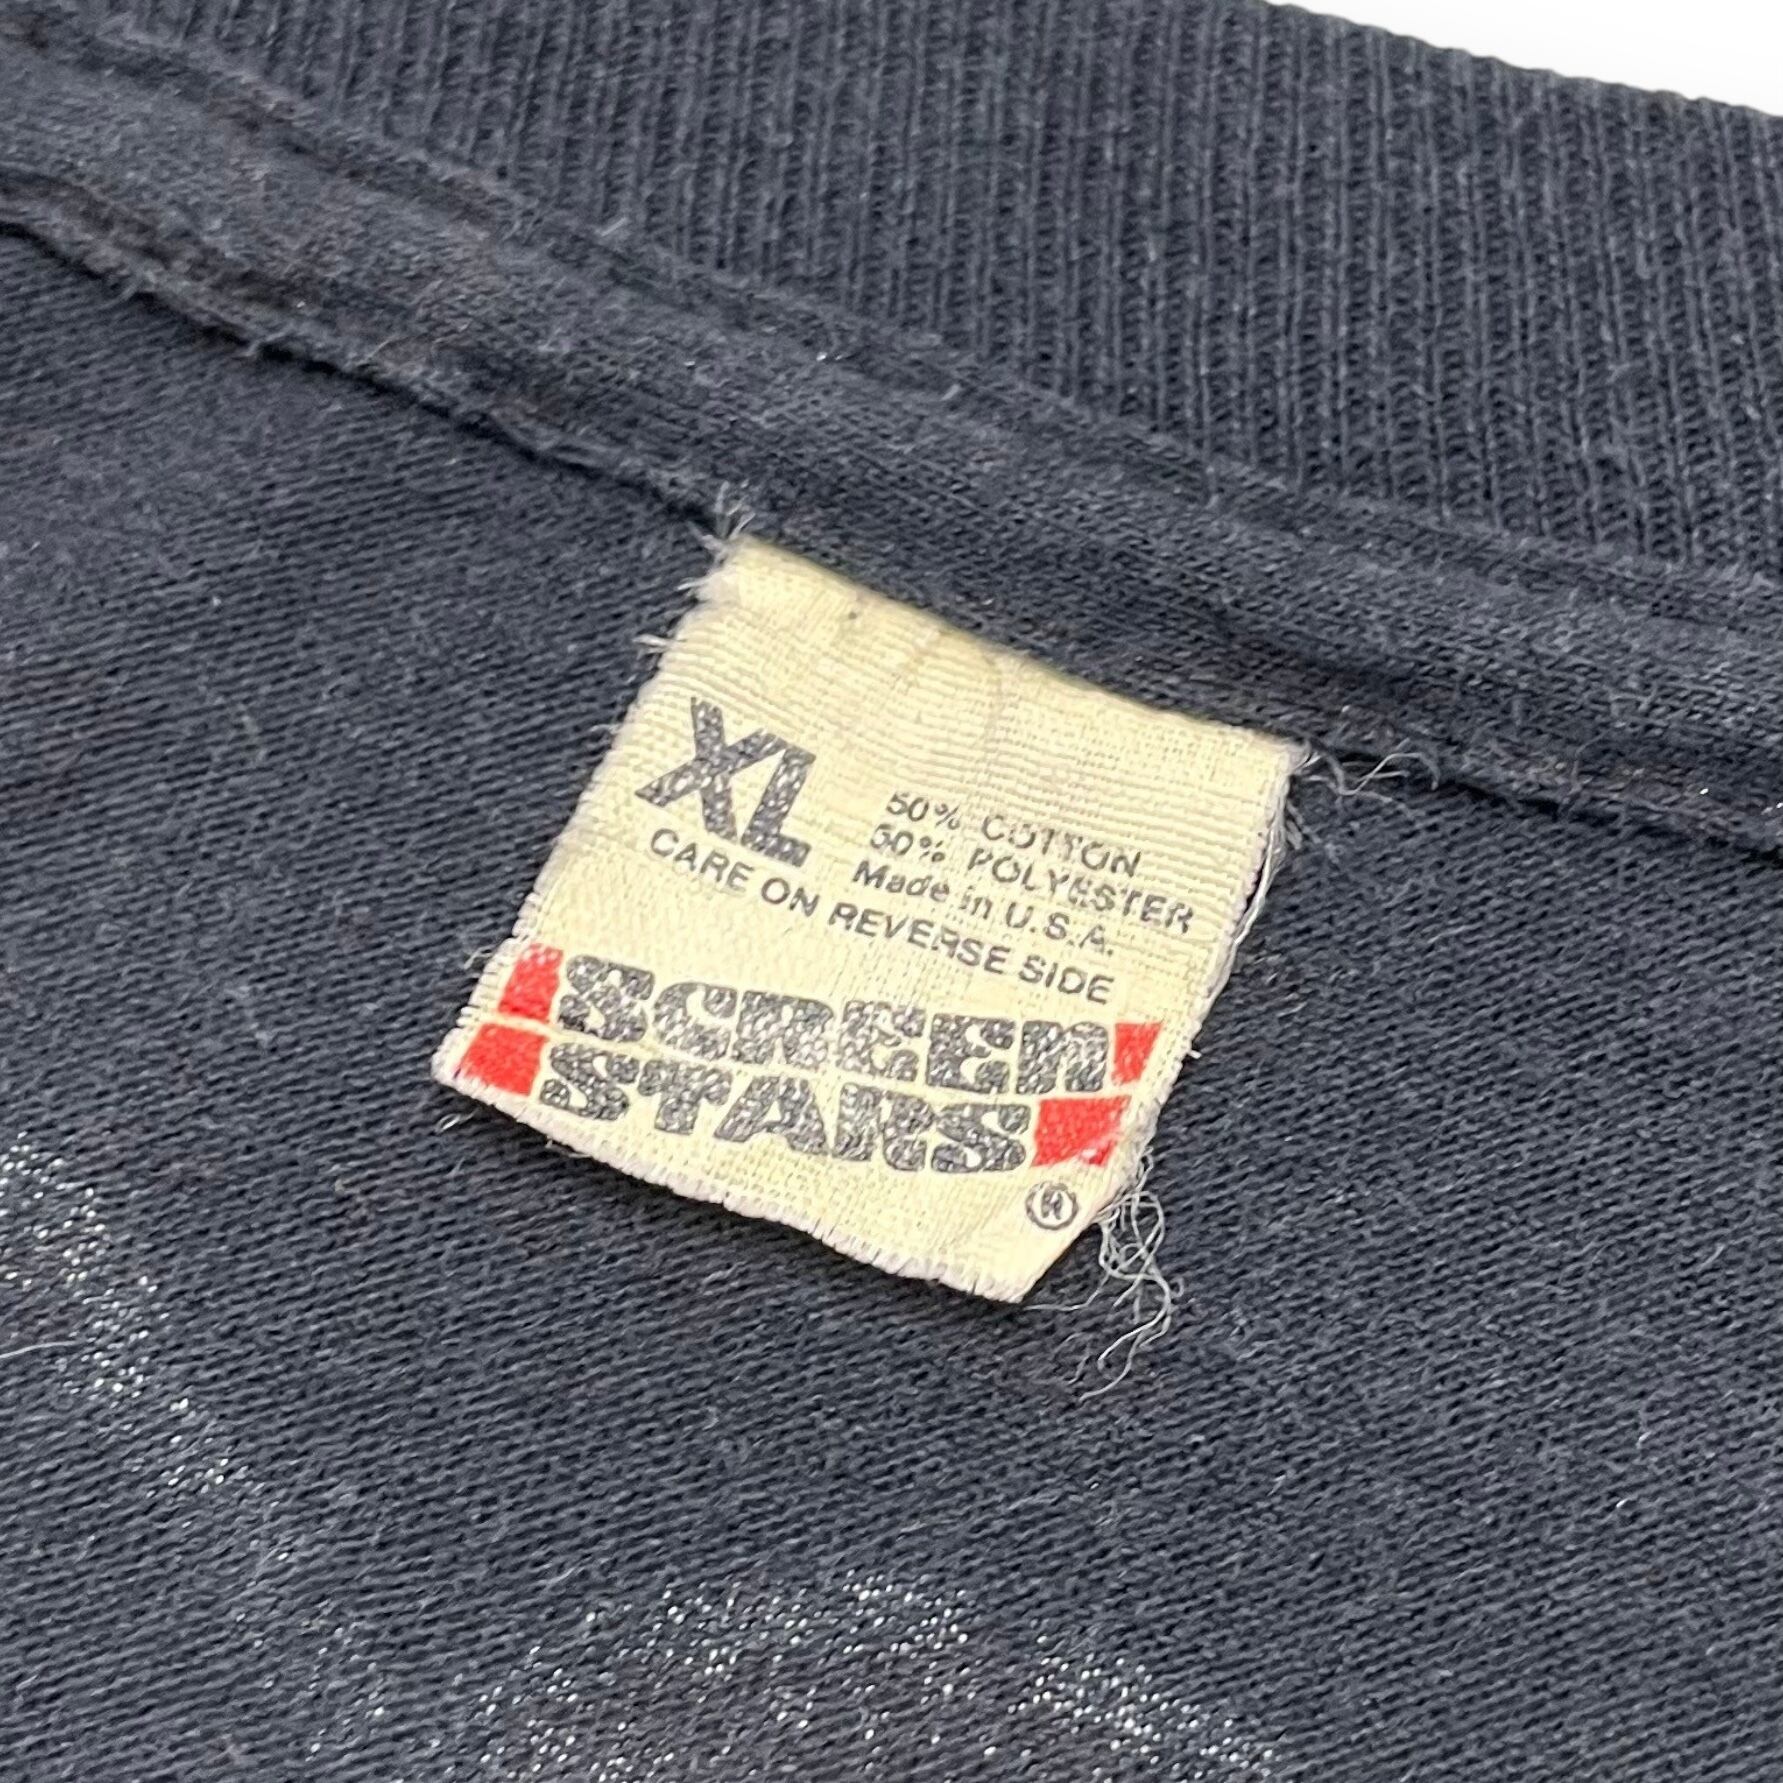 XL
50% COTTON
50% POLYESTER
Made in U.S.A.
CARE ON REVERSE SIDE
SCREEN
STARS
®